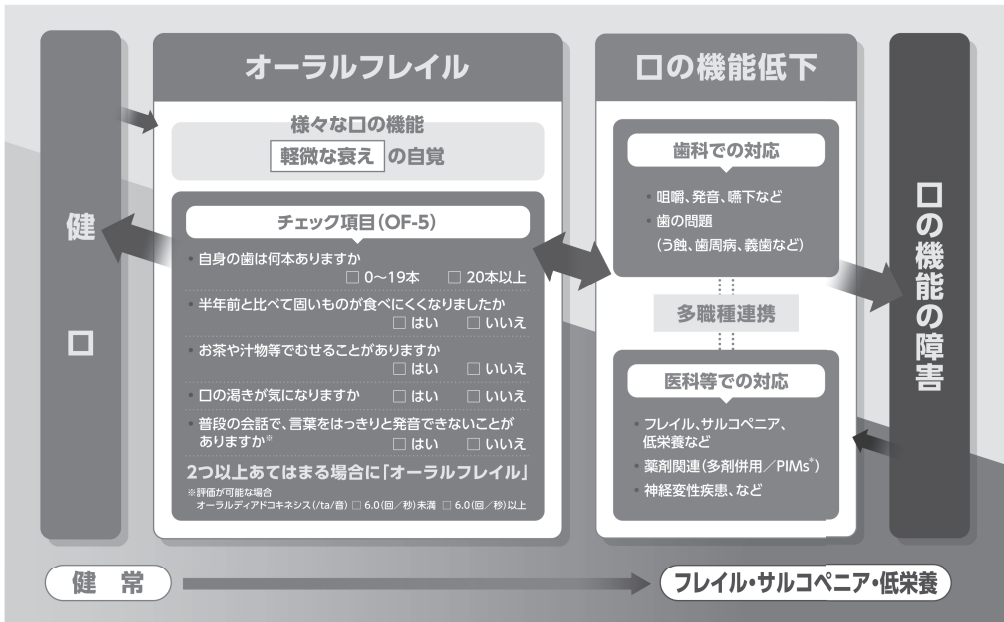 健口
オーラルフレイル
様々な口の機能
軽微な衰え の自覚
チェック項目(OF-5)
・自身の歯は何本ありますか
□ 0〜19本 □ 20本以上
・半年前と比べて固いものが食べにくくなりましたか
□ はい □ いいえ
・お茶や汁物等でむせることがありますか
□ はい □ いいえ
・口の渇きが気になりますか □ はい □ いいえ
・普段の会話で、言葉をはっきりと発音できないことが
ありますか※ □ はい □ いいえ
2つ以上あてはまる場合に「オーラルフレイル」
※評価が可能な場合
オーラルディアドコキネシス(/ta/音) □ 6.0(回/秒)未満 □ 6.0(回/秒)以上
口の機能低下
歯科での対応
・咀嚼、発音、嚥下など
・歯の問題
(う蝕、歯周病、義歯など)
多職種連携
医科等での対応
・フレイル、サルコペニア、
低栄養など
・薬剤関連(多剤併用/PIMs*)
・神経変性疾患、など
口の機能の障害
健 常
フレイル・サルコペニア・低栄養